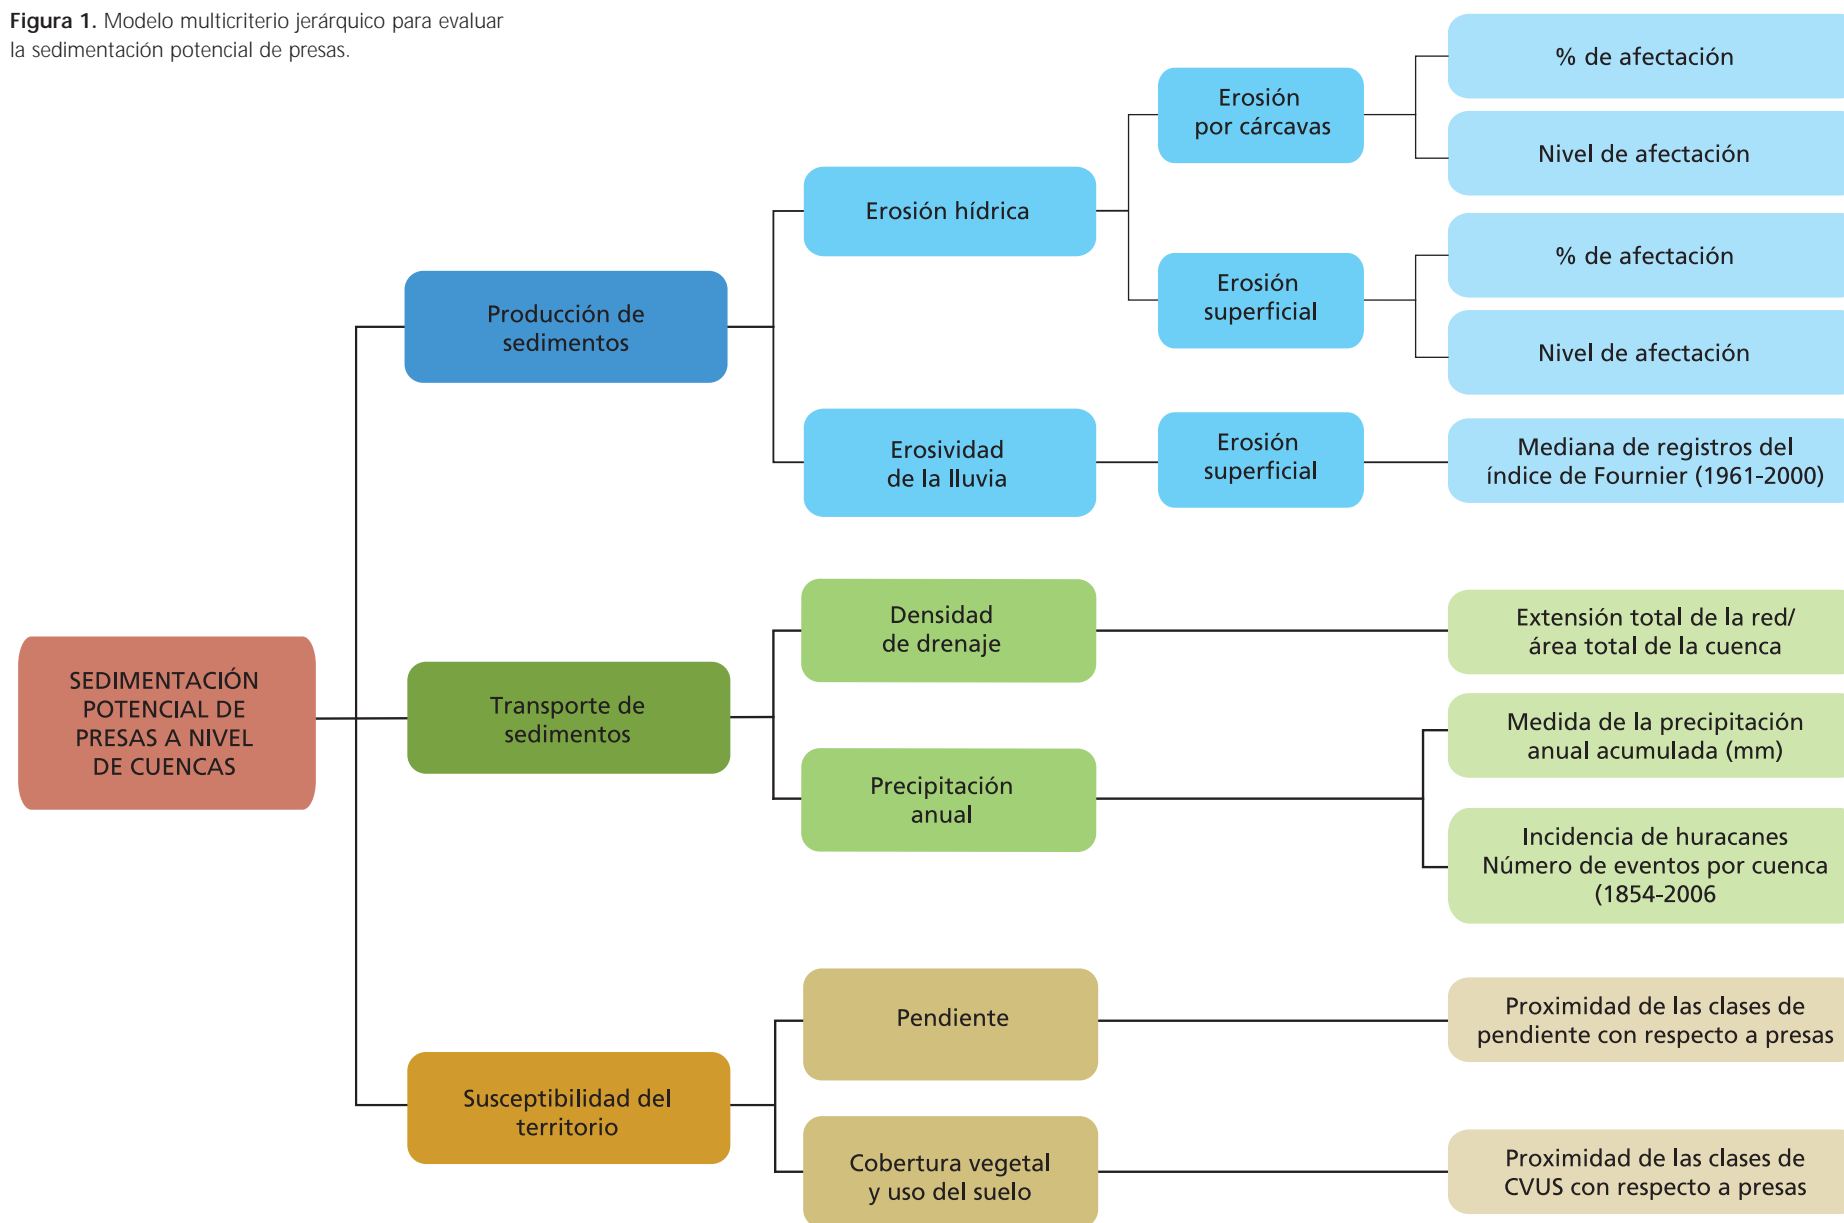 Figura 1. Modelo multicriterio jerárquico para evaluar
la sedimentación potencial de presas.
SEDIMENTACIÓN
POTENCIAL DE
PRESAS A NIVEL
DE CUENCAS
Producción de
sedimentos
Erosión hídrica
Erosión
por cárcavas
% de afectación
Nivel de afectación
Erosión
superficial
% de afectación
Nivel de afectación
Erosividad
de la lluvia
Erosión
superficial
Mediana de registros del
índice de Fournier (1961-2000)
Transporte de
sedimentos
Densidad
de drenaje
Extensión total de la red/
área total de la cuenca
Precipitación
anual
Medida de la precipitación
anual acumulada (mm)
Incidencia de huracanes
Número de eventos por cuenca
(1854-2006
Susceptibilidad del
territorio
Pendiente
Proximidad de las clases de
pendiente con respecto a presas
Cobertura vegetal
y uso del suelo
Proximidad de las clases de
CVUS con respecto a presas